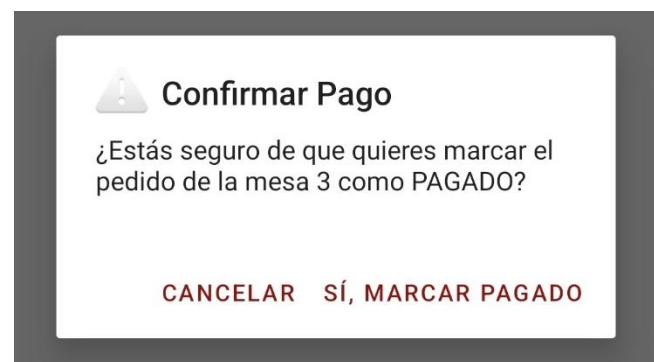 Confirmar Pago
¿Estás seguro de que quieres marcar el
pedido de la mesa 3 como PAGADO?
CANCELAR SÍ, MARCAR PAGADO